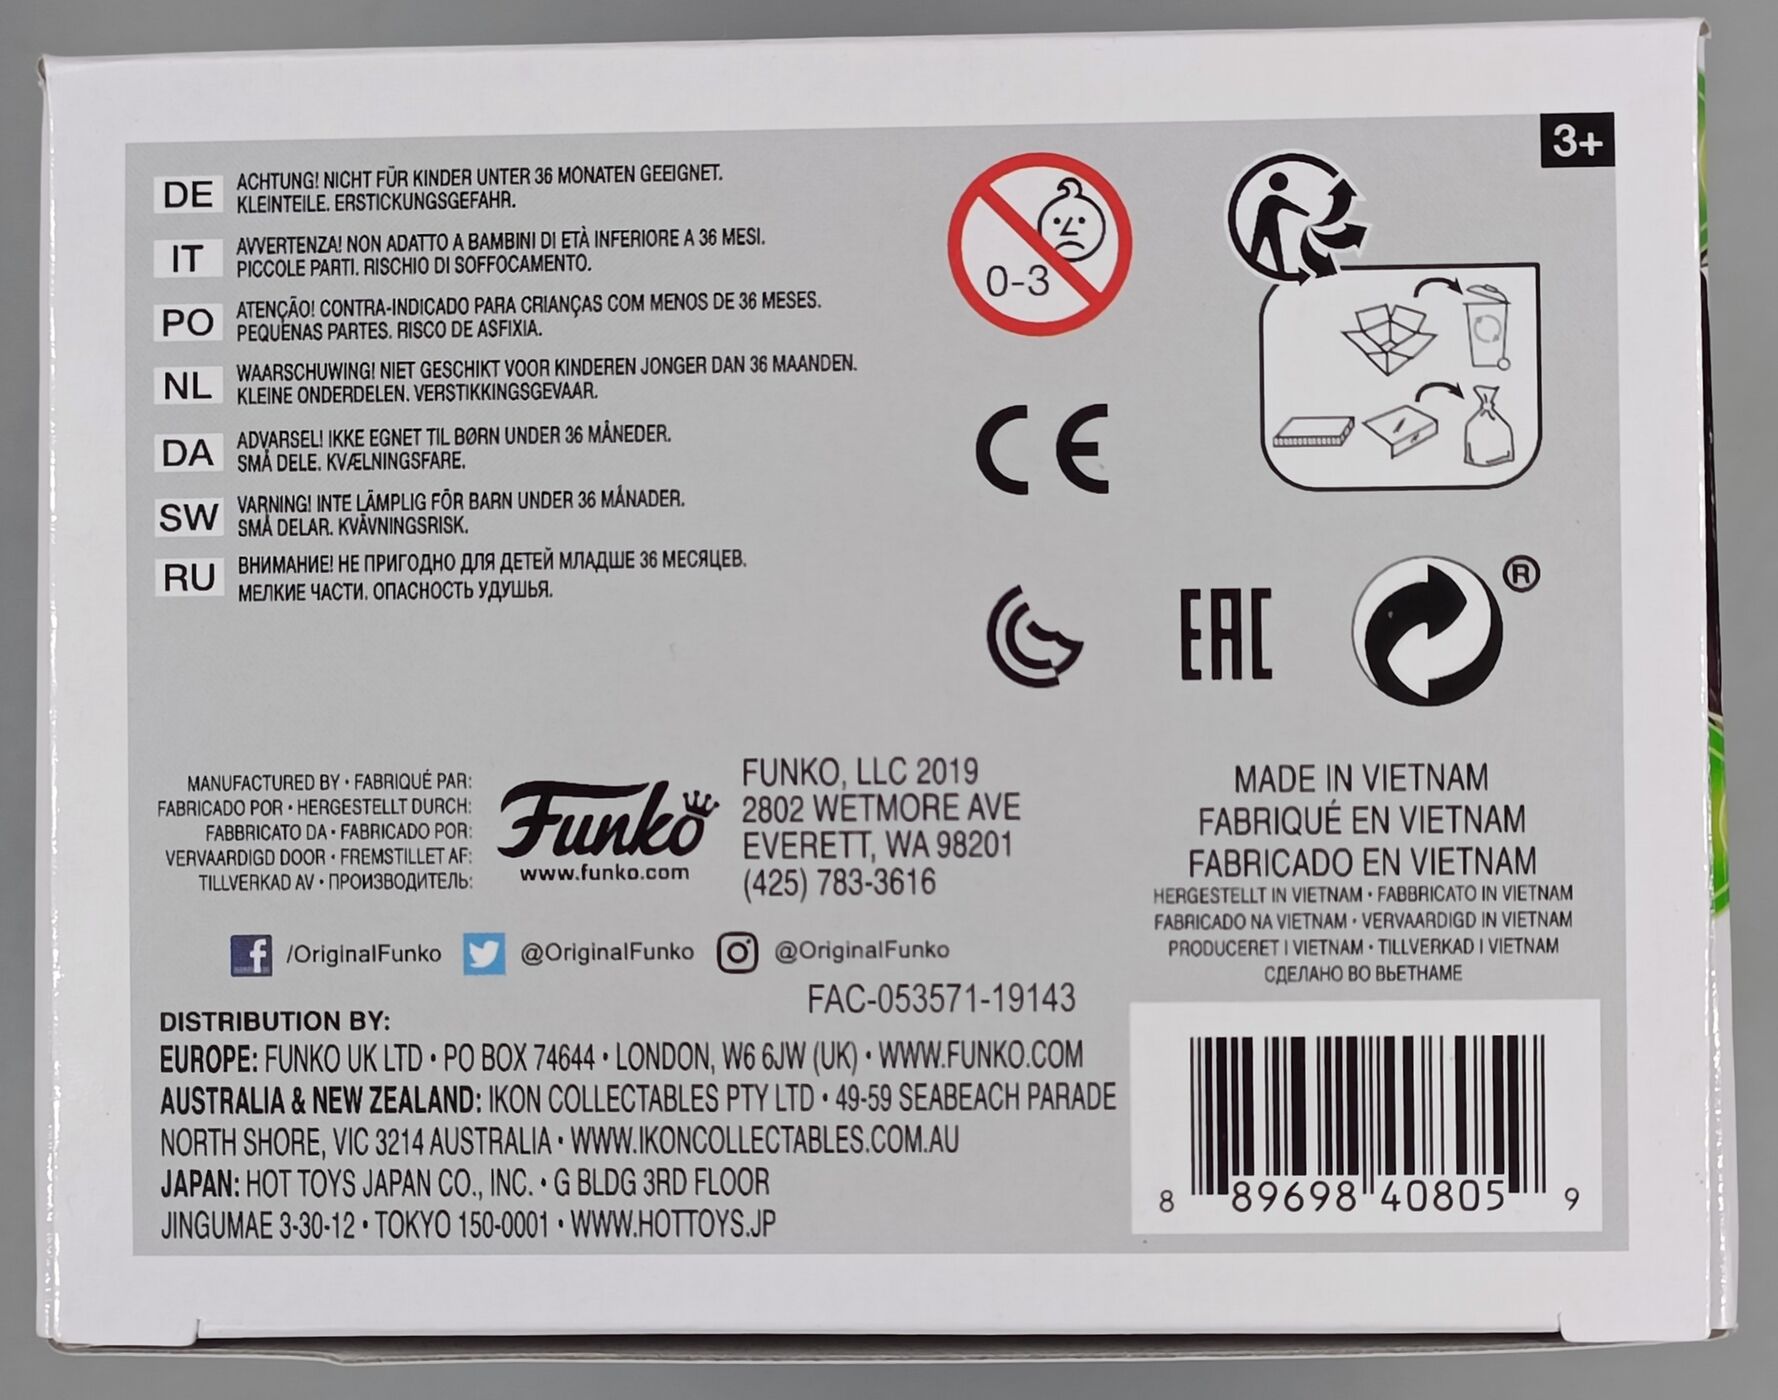 3+
DE
ACHTUNG! NICHT FÜR KINDER UNTER 36 MONATEN GEEIGNET.
KLEINTEILE. ERSTICKUNGSGEFAHR.
IT
AVVERTENZA! NON ADATTO A BAMBINI DI ETÀ INFERIORE A 36 MESI.
PICCOLE PARTI. RISCHIO DI SOFFOCAMENTO.
PO
ATENÇÃO! CONTRA-INDICADO PARA CRIANÇAS COM MENOS DE 36 MESES.
PEQUENAS PARTES. RISCO DE ASFIXIA.
NL
WAARSCHUWING! NIET GESCHIKT VOOR KINDEREN JONGER DAN 36 MAANDEN.
KLEINE ONDERDELEN. VERSTIKKINGSGEVAAR.
DA
ADVARSEL! IKKE EGNET TIL BØRN UNDER 36 MÅNEDER.
SMÅ DELE. KVÆLNINGSFARE.
SW
VARNING! INTE LÄMPLIG FÖR BARN UNDER 36 MÅNADER.
SMÅ DELAR. KVÄVNINGSRISK.
RU
ВНИМАНИЕ! НЕ ПРИГОДНО ДЛЯ ДЕТЕЙ МЛАДШЕ 36 МЕСЯЦЕВ.
МЕЛКИЕ ЧАСТИ. ОПАСНОСТЬ УДУШЬЯ.
0-3
CE
EAC
®
MANUFACTURED BY • FABRIQUÉ PAR:
FABRICADO POR • HERGESTELLT DURCH:
FABBRICATO DA • FABRICADO POR:
VERVAARDIGD DOOR • FREMSTILLET AF:
TILLVERKAD AV • ПРОИЗВОДИТЕЛЬ:
Funko
www.funko.com
FUNKO, LLC 2019
2802 WETMORE AVE
EVERETT, WA 98201
(425) 783-3616
MADE IN VIETNAM
FABRIQUÉ EN VIETNAM
FABRICADO EN VIETNAM
HERGESTELLT IN VIETNAM • FABBRICATO IN VIETNAM
FABRICADO NA VIETNAM • VERVAARDIGD IN VIETNAM
PRODUCERET I VIETNAM • TILLVERKAD I VIETNAM
СДЕЛАНО ВО ВЬЕТНАМЕ
/OriginalFunko @OriginalFunko @OriginalFunko
FAC-053571-19143
DISTRIBUTION BY:
EUROPE: FUNKO UK LTD • PO BOX 74644 • LONDON, W6 6JW (UK) • WWW.FUNKO.COM
AUSTRALIA & NEW ZEALAND: IKON COLLECTABLES PTY LTD • 49-59 SEABEACH PARADE
NORTH SHORE, VIC 3214 AUSTRALIA • WWW.IKONCOLLECTABLES.COM.AU
JAPAN: HOT TOYS JAPAN CO., INC. • G BLDG 3RD FLOOR
JINGUMAE 3-30-12 • TOKYO 150-0001 • WWW.HOTTOYS.JP
8 89698 40805 9